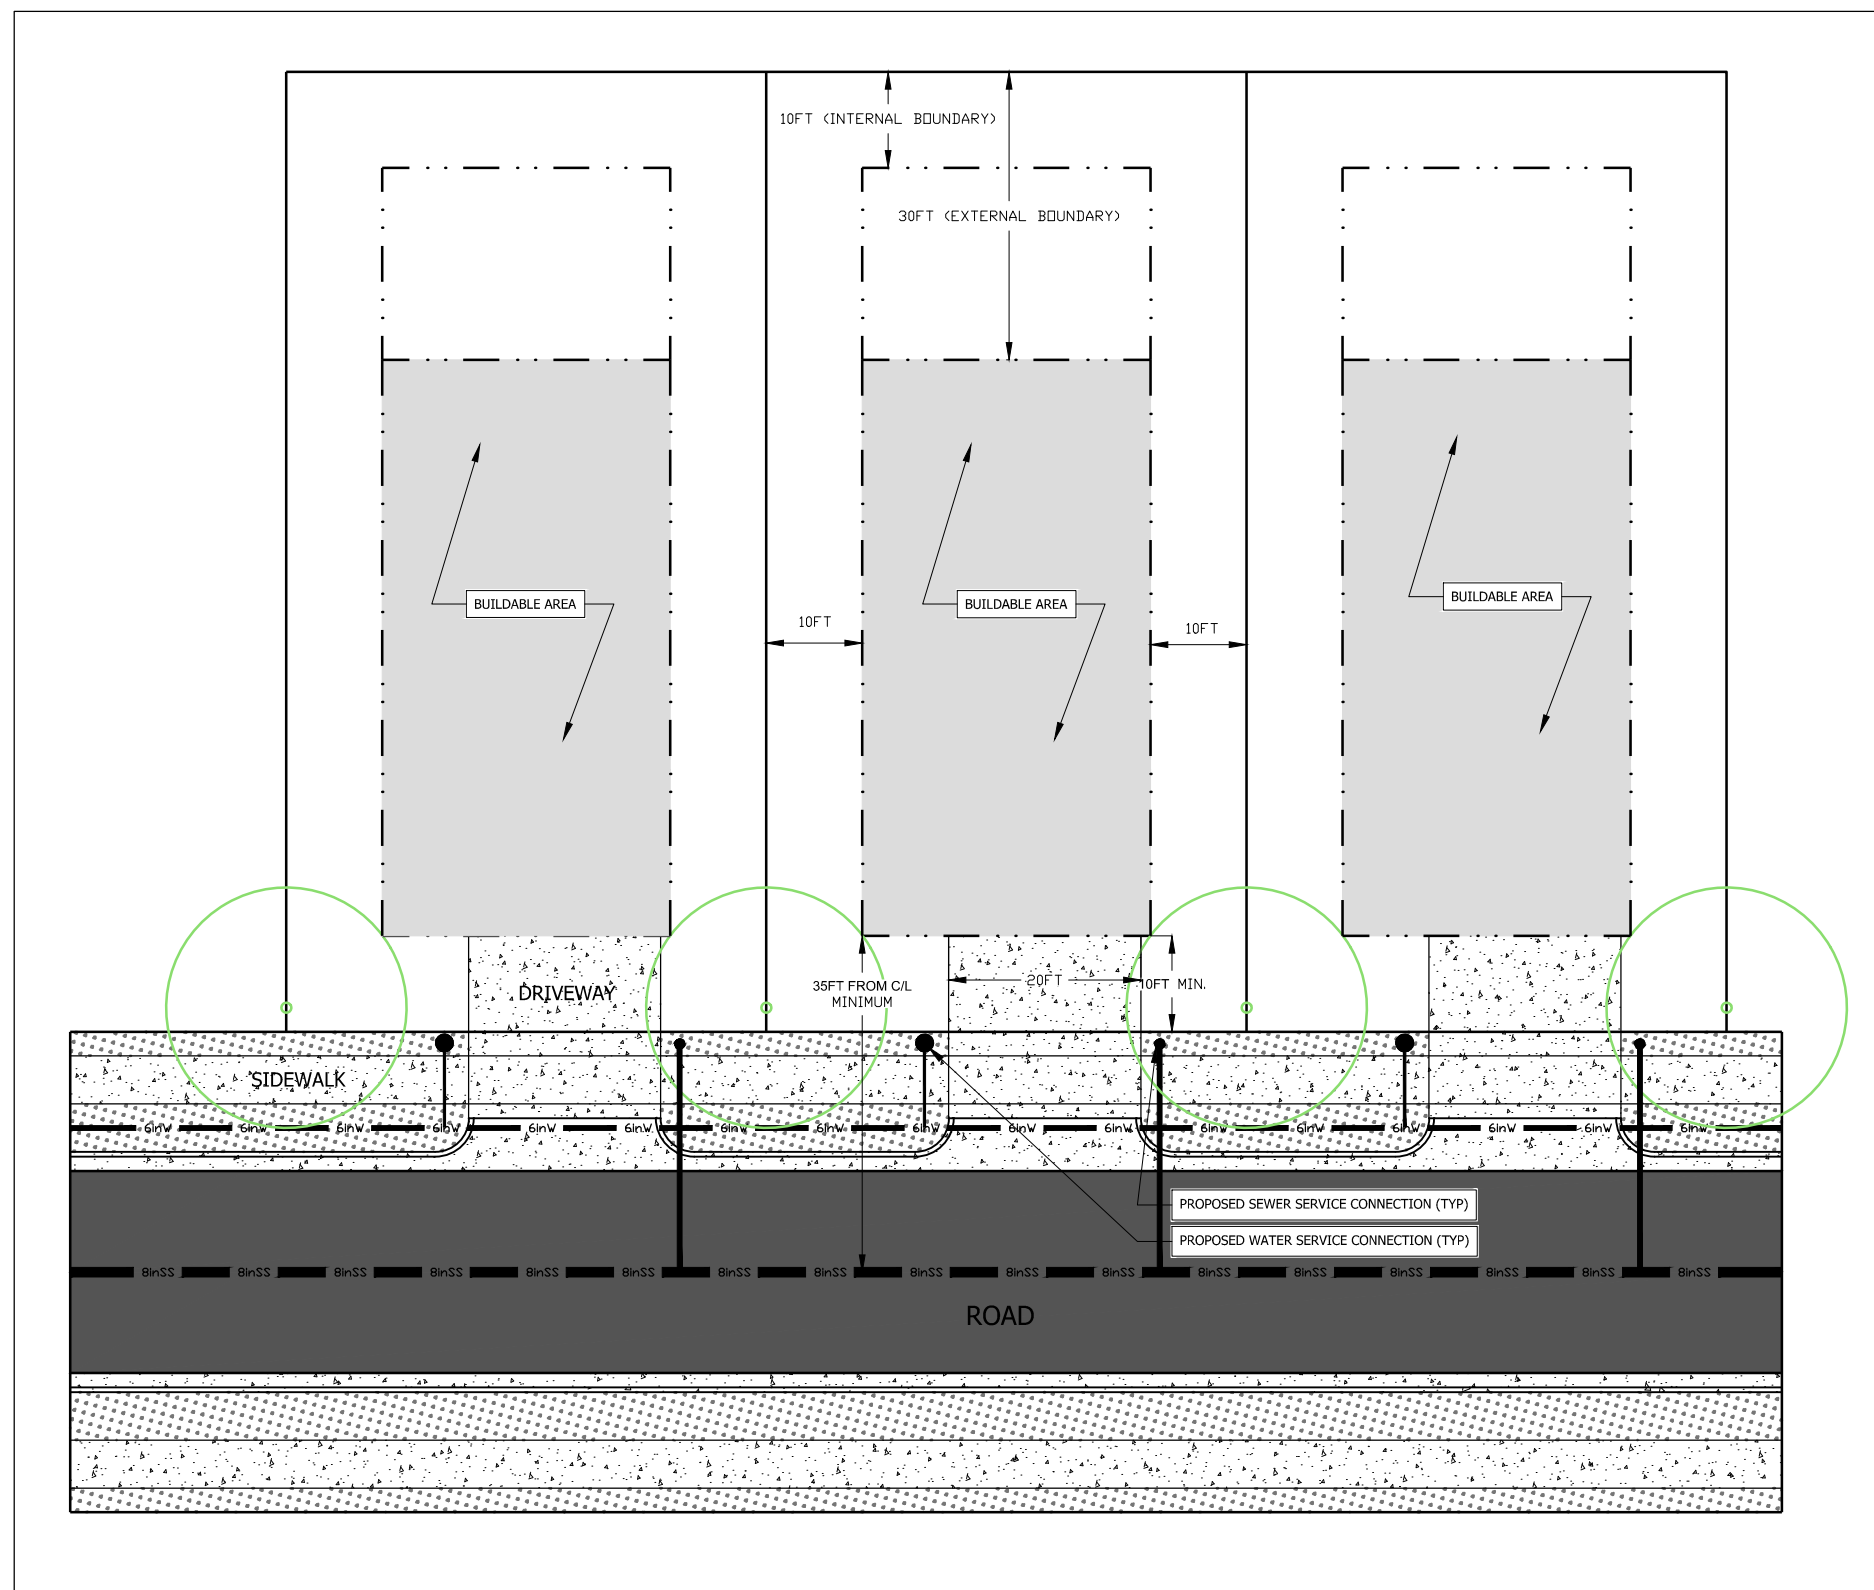 10FT (INTERNAL BOUNDARY)
30FT (EXTERNAL BOUNDARY)
BUILDABLE AREA
BUILDABLE AREA
BUILDABLE AREA
10FT
10FT
DRIVEWAY
35FT FROM C/L
MINIMUM
20FT
10FT MIN.
SIDEWALK
6inW 6inW 6inW 6inW 6inW 6inW 6inW 6inW 6inW 6inW 6inW 6inW 6inW 6inW 6inW 6inW 6inW
PROPOSED SEWER SERVICE CONNECTION (TYP)
PROPOSED WATER SERVICE CONNECTION (TYP)
8inSS 8inSS 8inSS 8inSS 8inSS 8inSS 8inSS 8inSS 8inSS 8inSS 8inSS 8inSS 8inSS 8inSS 8inSS 8inSS 8inSS
ROAD